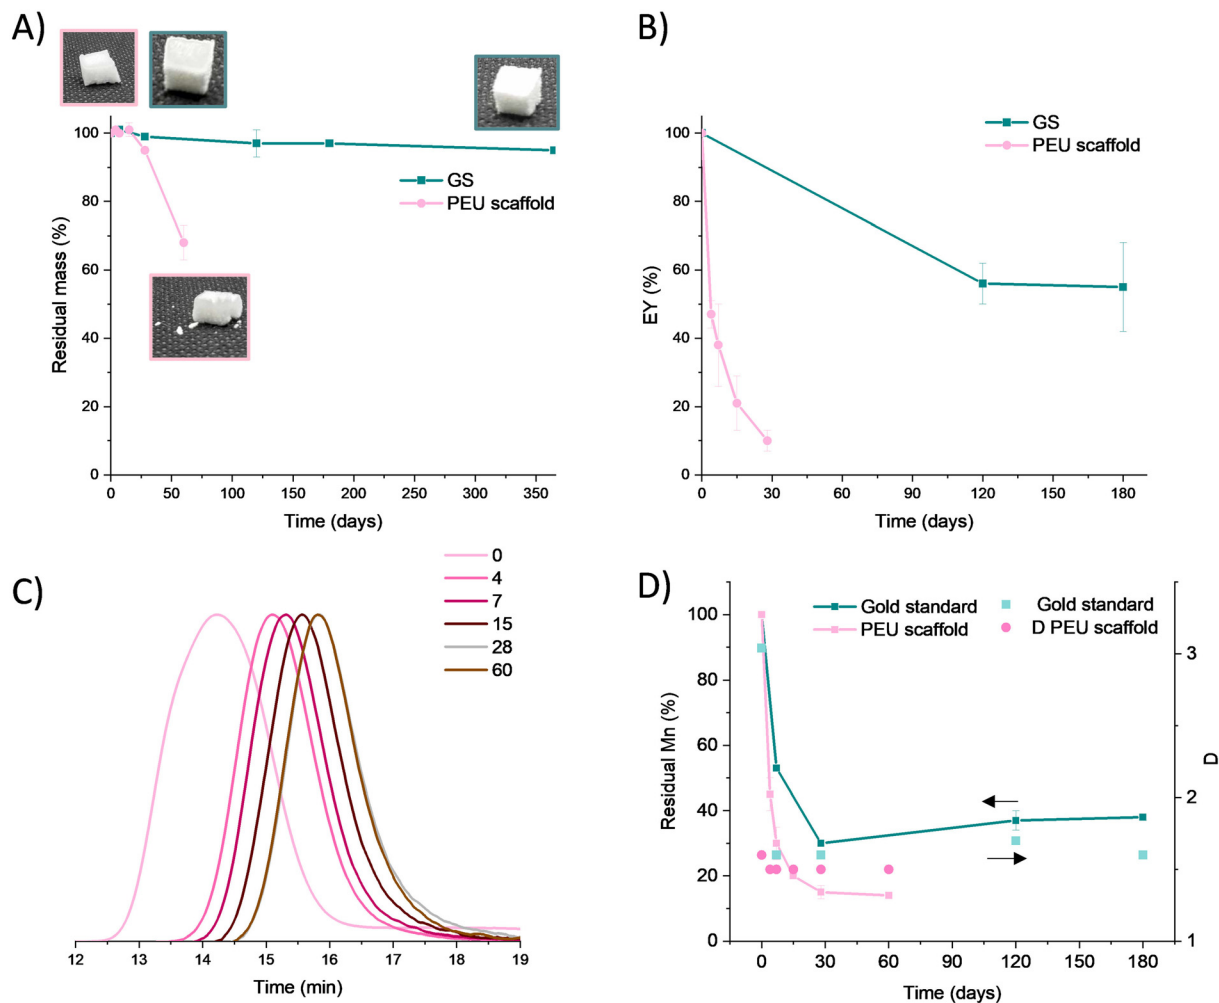 A)
100
80
60
40
20
0
Residual mass (%)
GS
PEU scaffold
0 50 100 150 200 250 300 350
Time (days)
B)
100
80
60
40
20
0
EY (%)
GS
PEU scaffold
0 30 60 90 120 150 180
Time (days)
C)
0
4
7
15
28
60
12 13 14 15 16 17 18 19
Time (min)
D)
100
80
60
40
20
0
Residual Mn (%)
Gold standard
PEU scaffold
Gold standard
D PEU scaffold
3
2
1
D
0 30 60 90 120 150 180
Time (days)